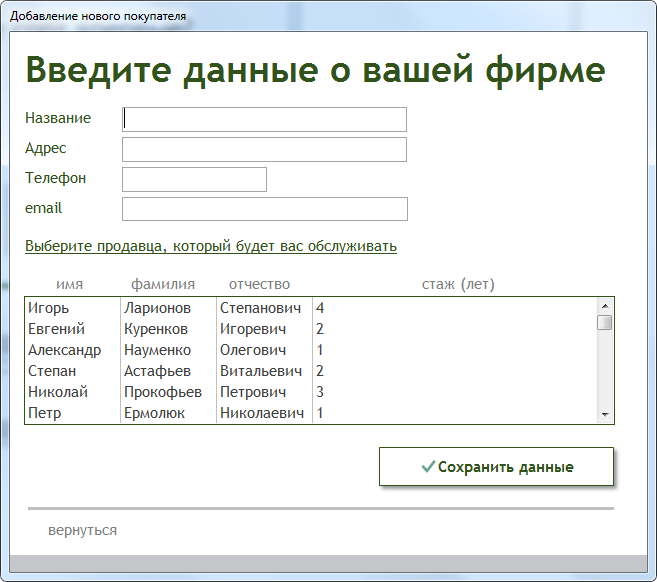 Добавление нового покупателя
Введите данные о вашей фирме
Название
Адрес
Телефон
email
Выберите продавца, который будет вас обслуживать
имя фамилия отчество стаж (лет)
Игорь Ларионов Степанович 4
Евгений Куренков Игоревич 2
Александр Науменко Олегович 1
Степан Астафьев Витальевич 2
Николай Прокофьев Петрович 3
Петр Ермолюк Николаевич 1
Сохранить данные
вернуться